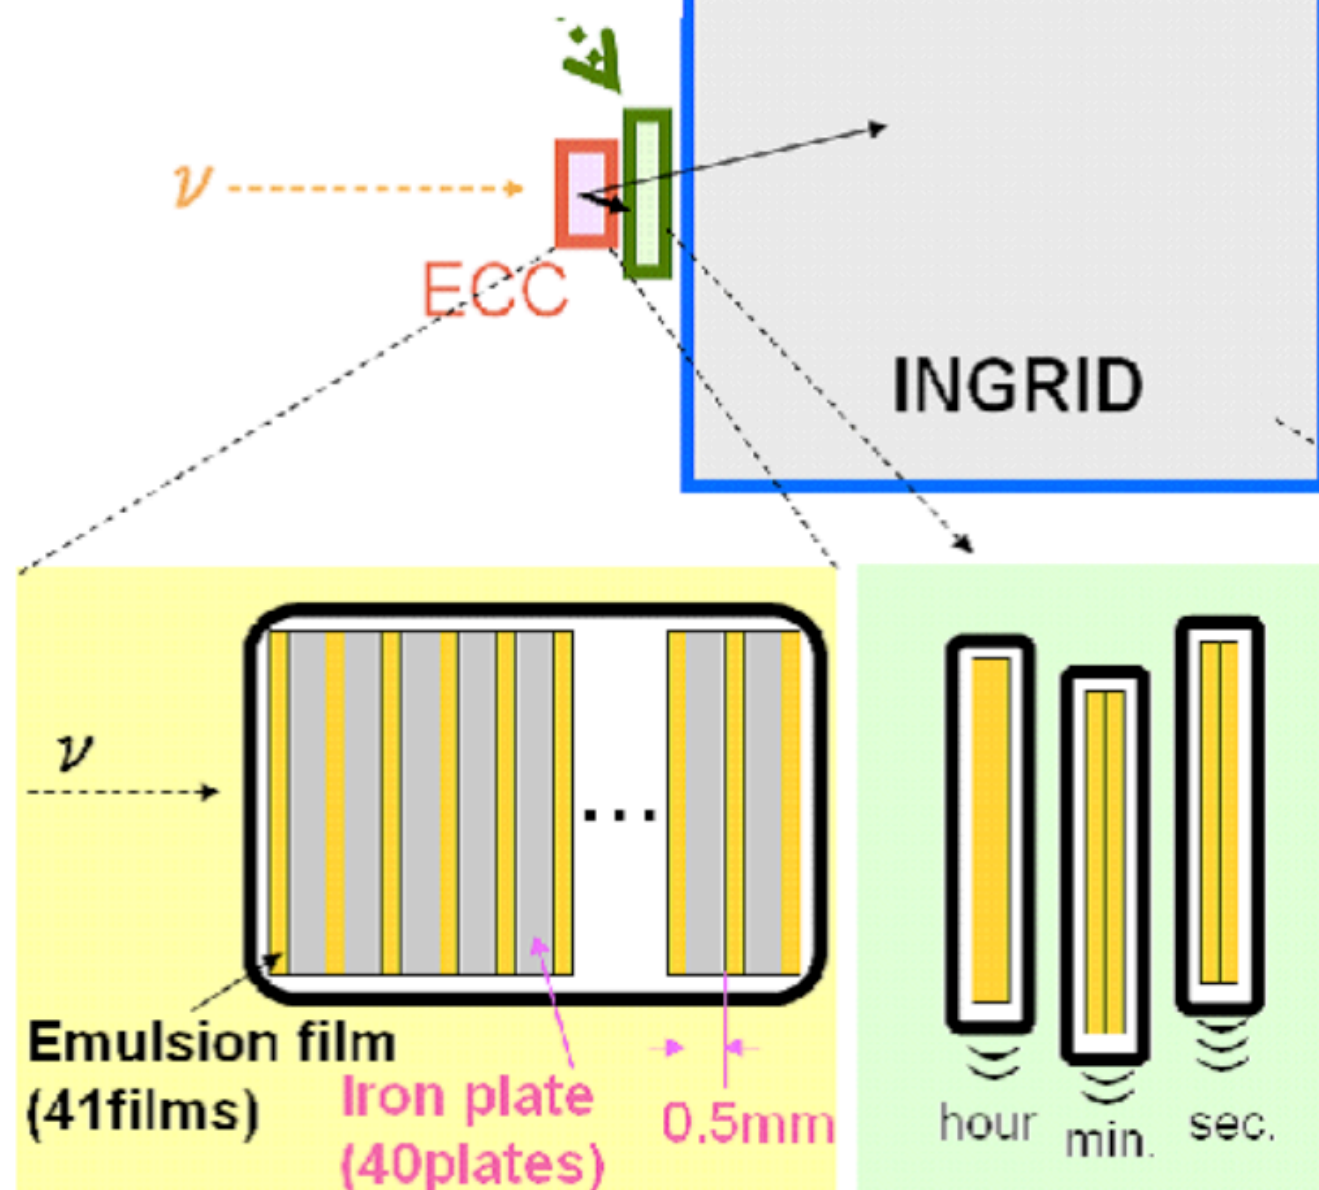 ν
ECC
INGRID
ν
...
Emulsion film
(41films)
Iron plate
(40plates)
0.5mm
hour
min.
sec.